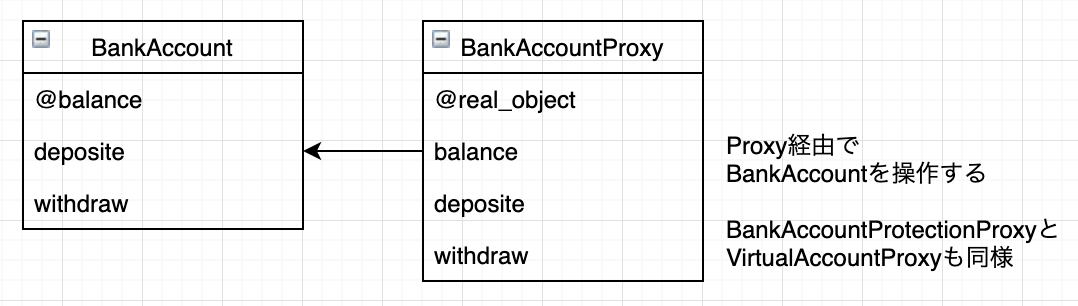 BankAccount
@balance
deposite
withdraw
BankAccountProxy
@real_object
balance
deposite
withdraw
Proxy経由で
BankAccountを操作する
BankAccountProtectionProxyと
VirtualAccountProxyも同様